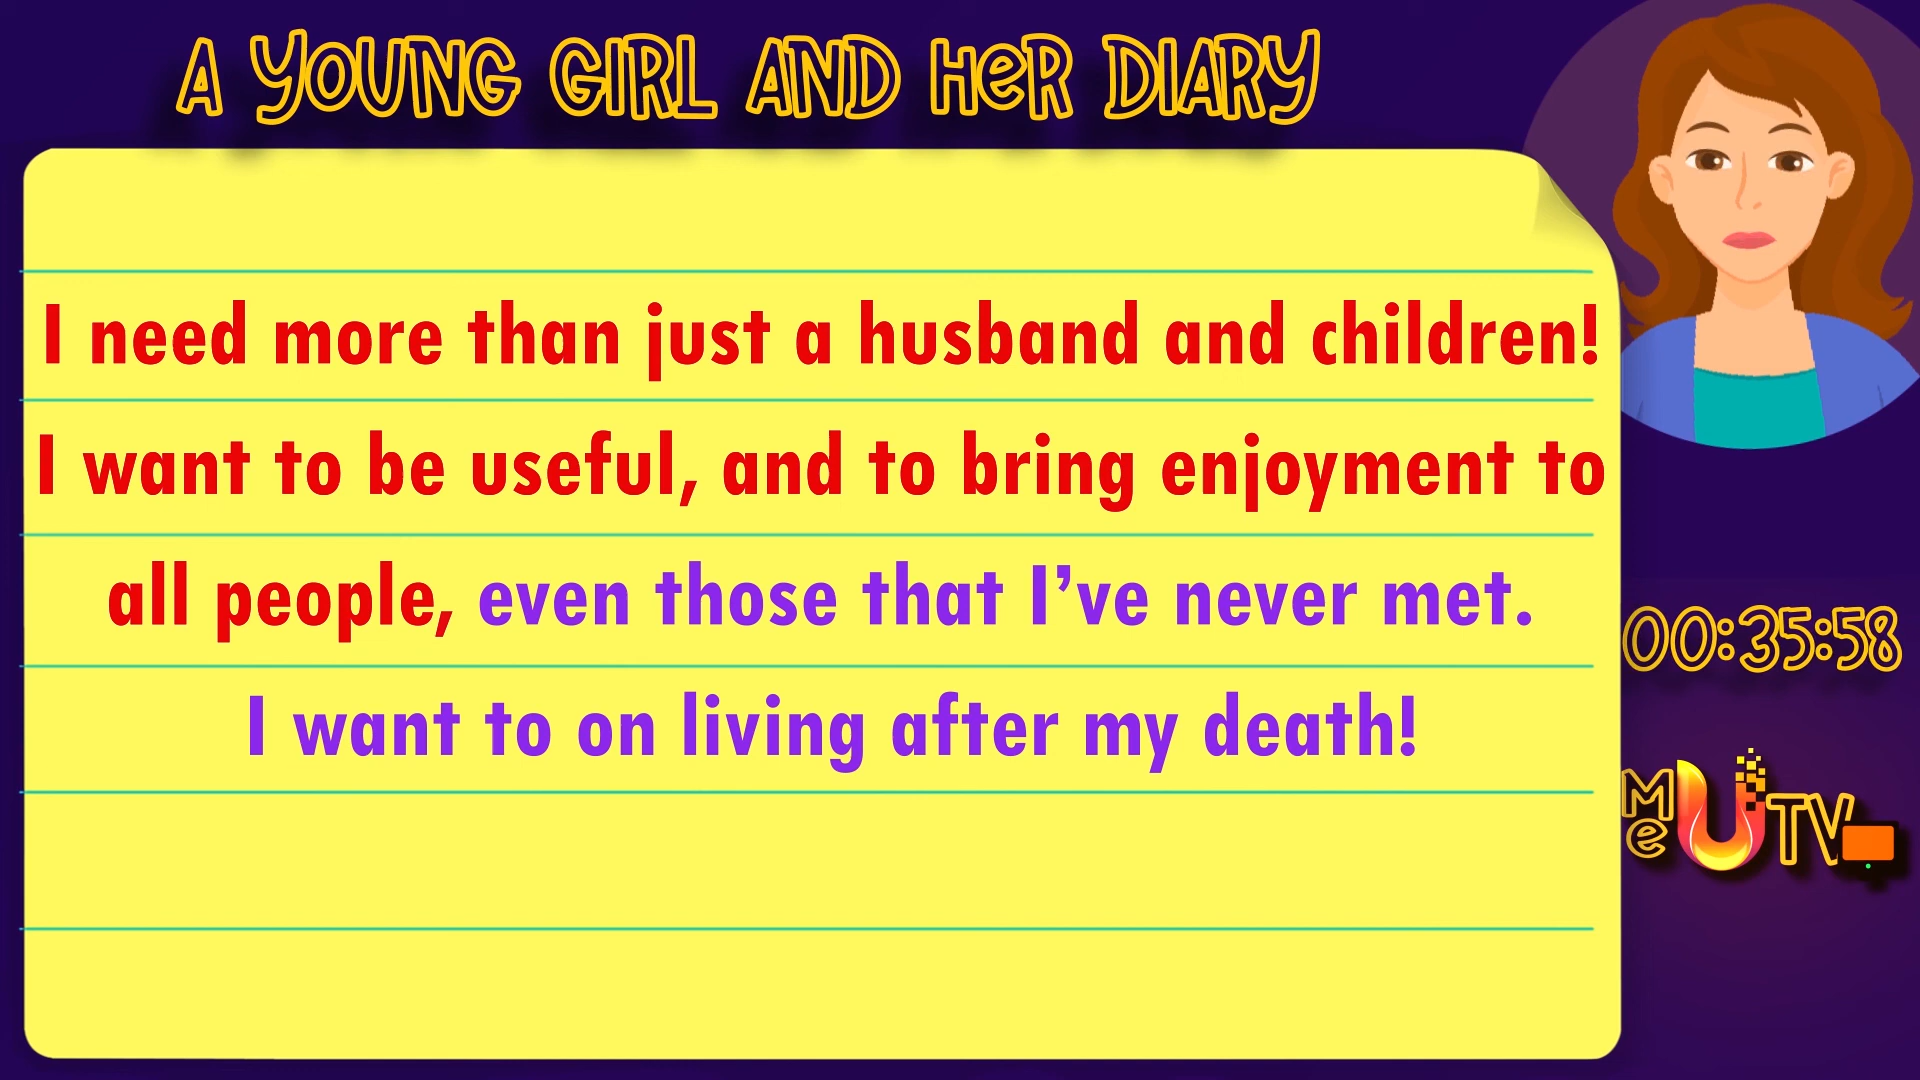 A YOUNG GIRL AND HeR DIARY
I need more than just a husband and children!
I want to be useful, and to bring enjoyment to
all people, even those that I’ve never met.
I want to on living after my death!
00:35:58
Me U TV